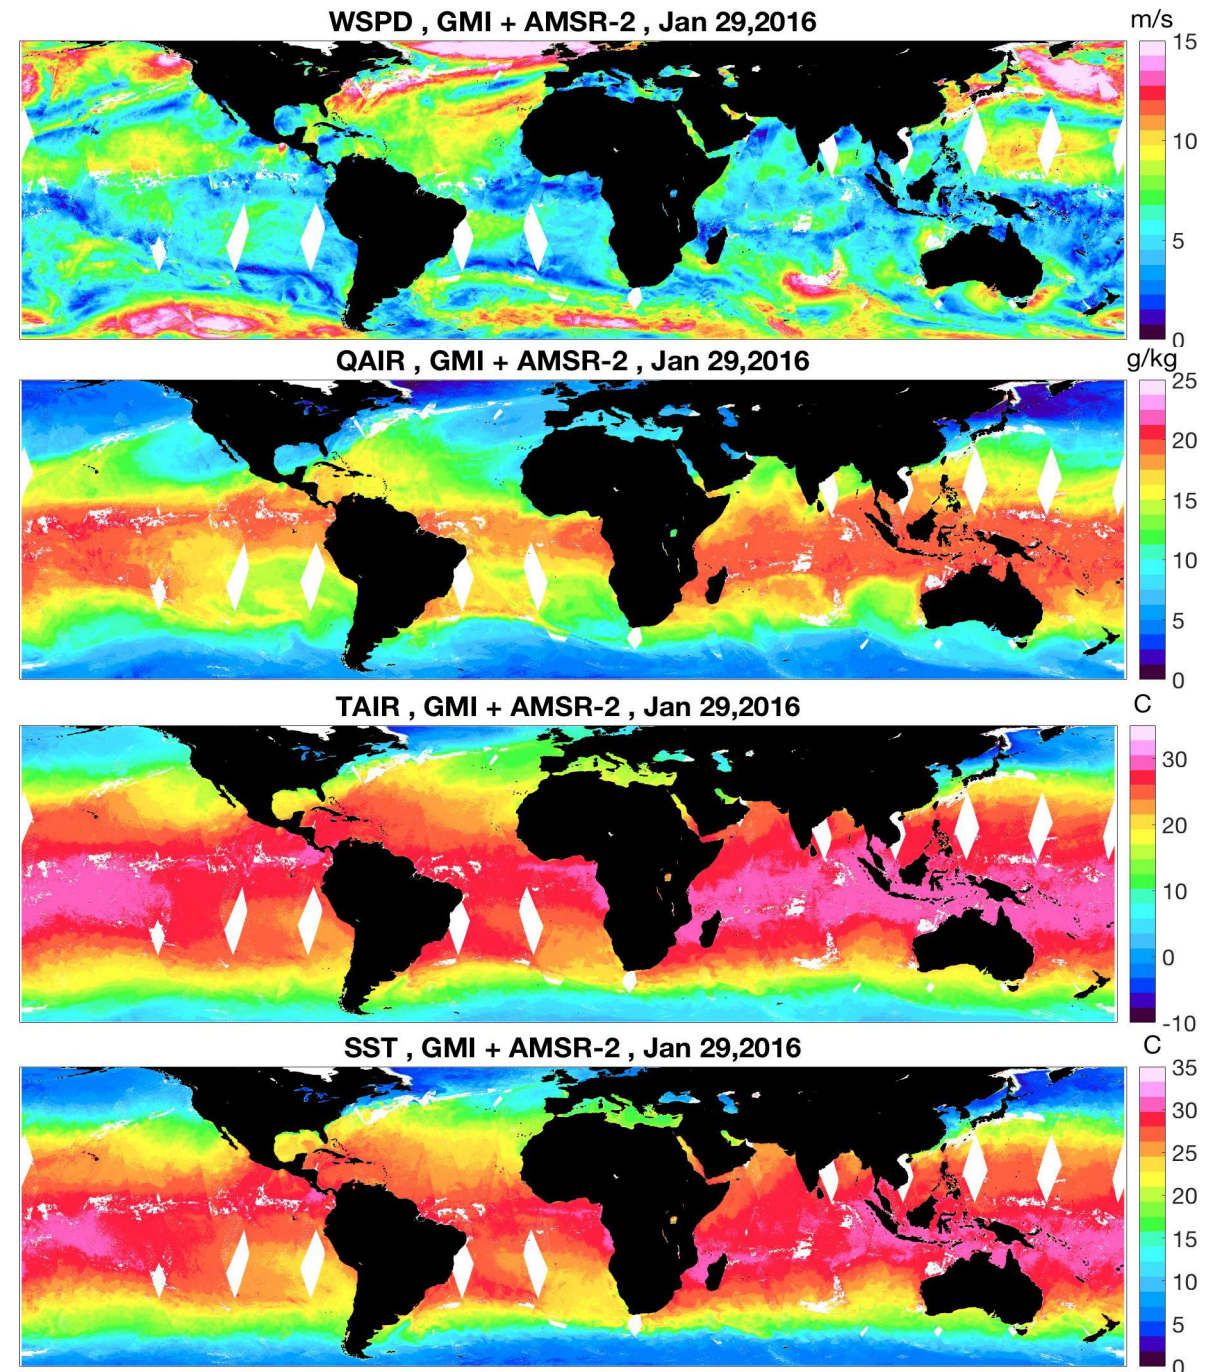 WSPD , GMI + AMSR-2 , Jan 29,2016
m/s
15
10
5
0
QAIR , GMI + AMSR-2 , Jan 29,2016
g/kg
25
20
15
10
5
0
TAIR , GMI + AMSR-2 , Jan 29,2016
C
30
20
10
0
-10
SST , GMI + AMSR-2 , Jan 29,2016
C
35
30
25
20
15
10
5
0